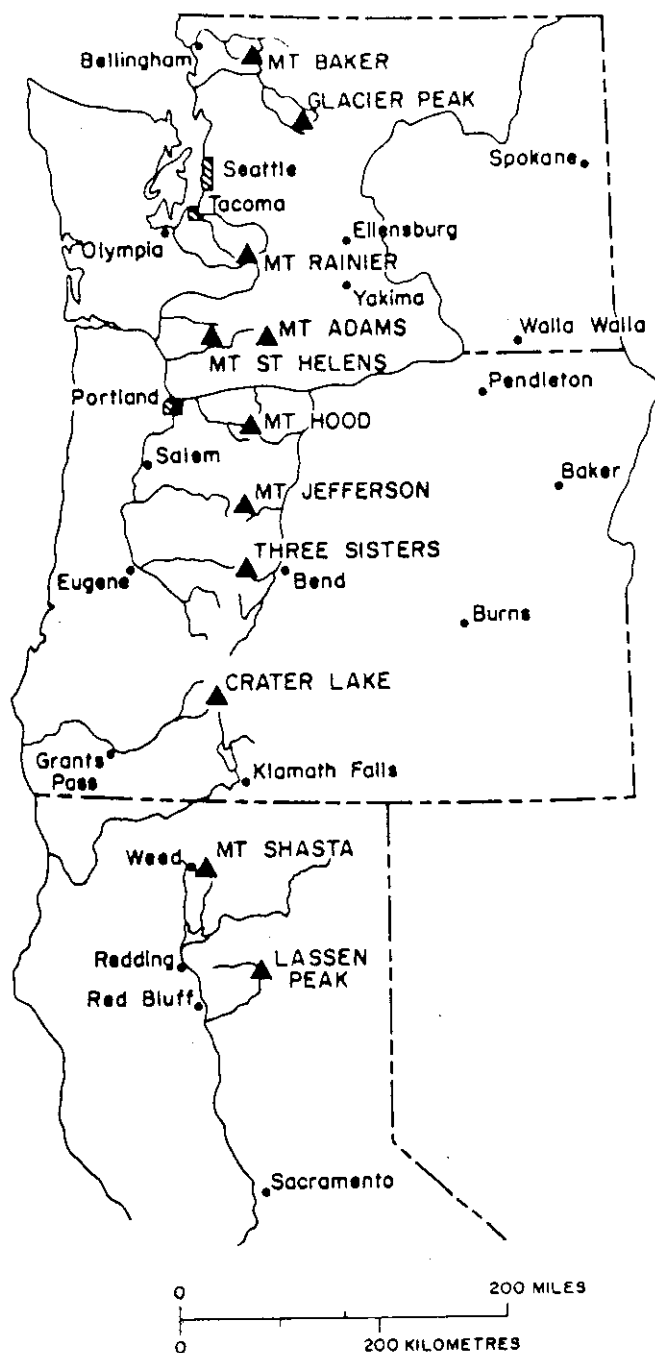 Bellingham
MT BAKER
GLACIER PEAK
Seattle
Spokane
Tacoma
Olympia
Ellensburg
MT RAINIER
Yakima
MT ADAMS
Walla Walla
MT ST HELENS
Portland
Pendleton
MT HOOD
Salem
Baker
MT JEFFERSON
THREE SISTERS
Eugene
Bend
Burns
CRATER LAKE
Grants
Pass
Klamath Falls
Weed
MT SHASTA
Redding
LASSEN
PEAK
Red Bluff
Sacramento
0
200 MILES
0
200 KILOMETRES